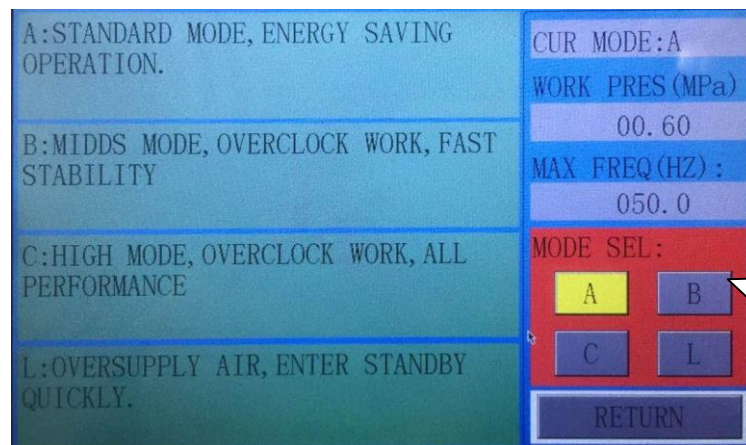 A:STANDARD MODE, ENERGY SAVING
OPERATION.
B:MIDDS MODE, OVERCLOCK WORK, FAST
STABILITY
C:HIGH MODE, OVERCLOCK WORK, ALL
PERFORMANCE
L:OVERSUPPLY AIR, ENTER STANDBY
QUICKLY.
CUR MODE:A
WORK PRES(MPa)
00.60
MAX FREQ(HZ):
050.0
MODE SEL:
A B
C L
RETURN